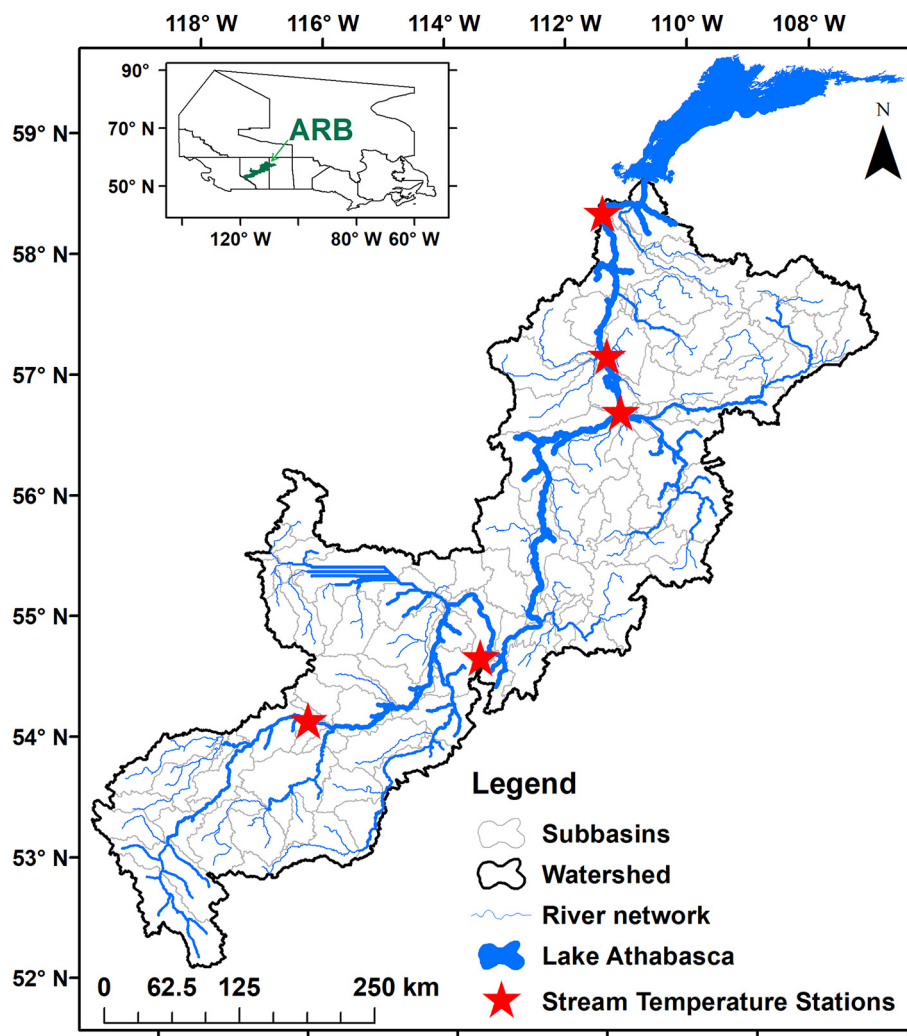 118° W 116° W 114° W 112° W 110° W 108° W
90°
70° N
50° N
ARB
120° W 80° W 60° W
N
59° N
58° N
57° N
56° N
55° N
54° N
53° N
52° N
Legend
Subbasins
Watershed
River network
Lake Athabasca
Stream Temperature Stations
0 62.5 125 250 km